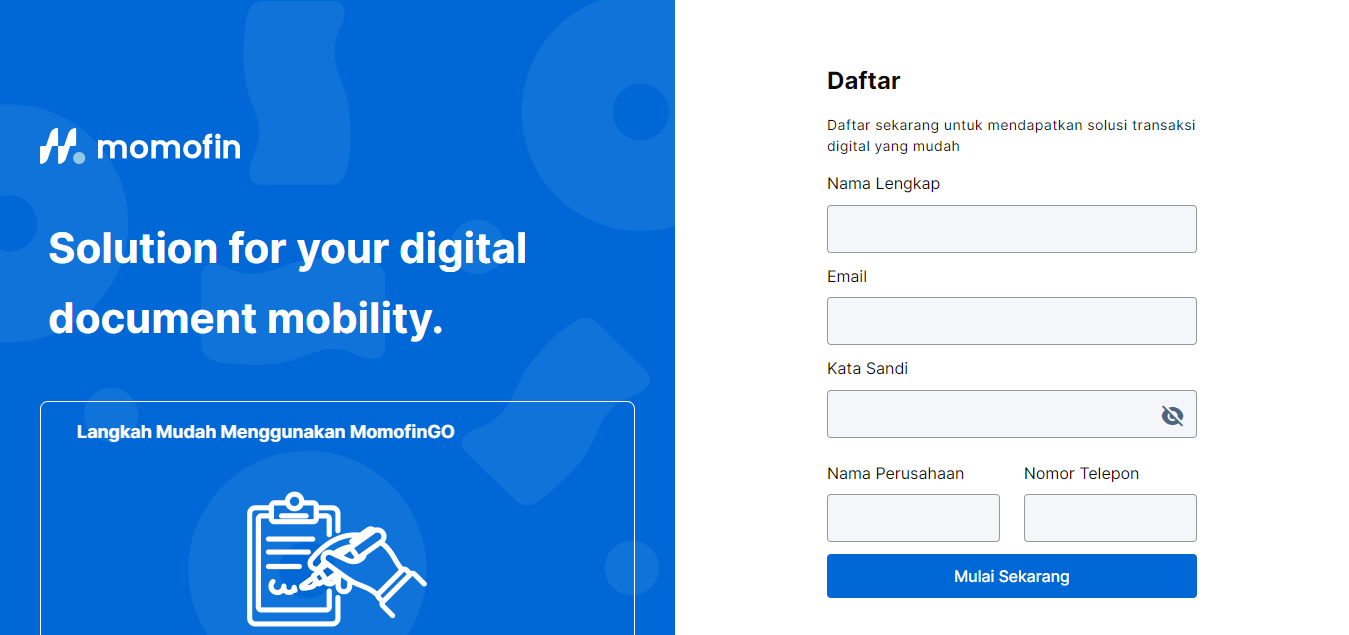 momofin
Solution for your digital
document mobility.
Langkah Mudah Menggunakan MomofinGO
Daftar
Daftar sekarang untuk mendapatkan solusi transaksi
digital yang mudah
Nama Lengkap
Email
Kata Sandi
Nama Perusahaan
Nomor Telepon
Mulai Sekarang